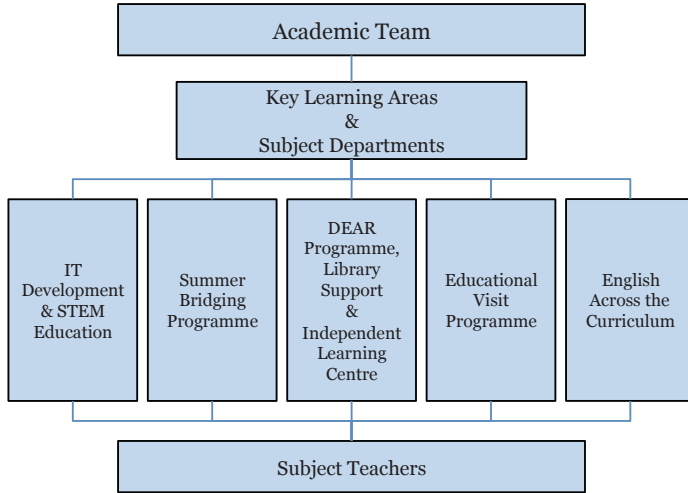 Academic Team
Key Learning Areas
&
Subject Departments
IT
Development
& STEM
Education
Summer
Bridging
Programme
DEAR
Programme,
Library
Support
&
Independent
Learning
Centre
Educational
Visit
Programme
English
Across the
Curriculum
Subject Teachers